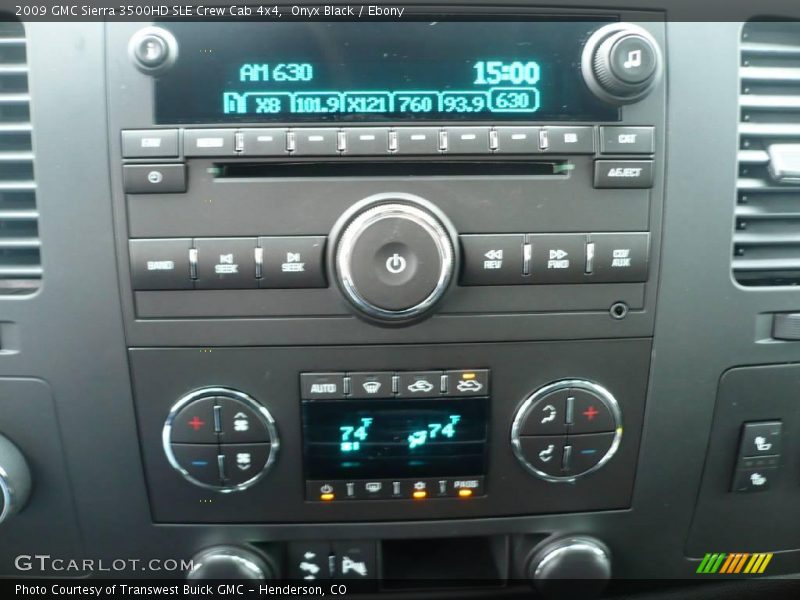 2009 GMC Sierra 3500HD SLE Crew Cab 4x4,  Onyx Black / Ebony
AM 630 15:00
X8 101.9 X121 760 93.9 630
CAT
ADJECT
BAND SEEK SEEK REV FWD CD/AUX
AUTO
74°F 74°F
PASS
GTCARLOT.COM
Photo Courtesy of Transwest Buick GMC - Henderson, CO